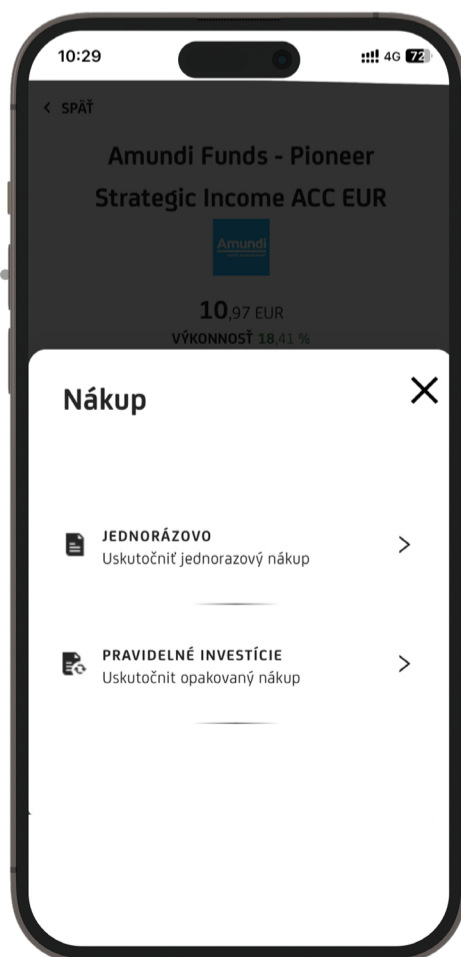 10:29
4G 72
SPÄŤ
Amundi Funds - Pioneer
Strategic Income ACC EUR
Amundi
10,97 EUR
VÝKONNOSŤ 18,41 %
Nákup
JEDNORÁZOVO
Uskutočniť jednorazový nákup
PRAVIDELNÉ INVESTÍCIE
Uskutočnit opakovaný nákup